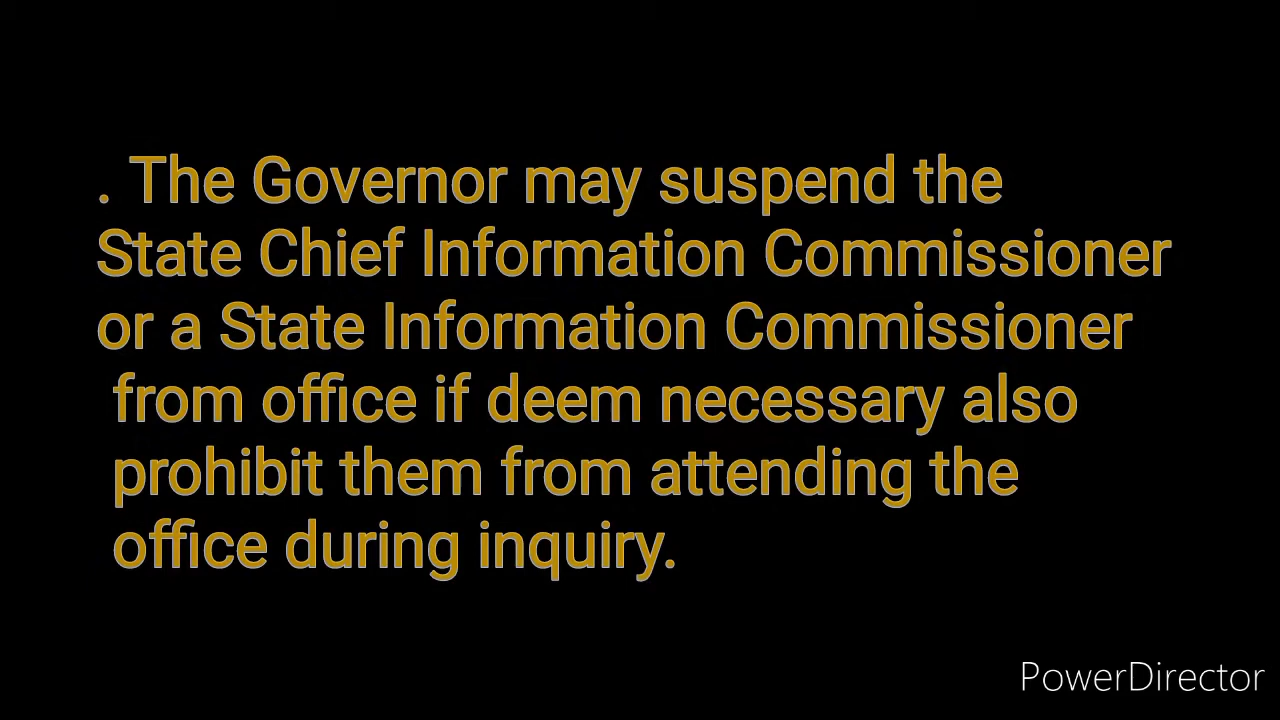 . The Governor may suspend the
State Chief Information Commissioner
or a State Information Commissioner
from office if deem necessary also
prohibit them from attending the
office during inquiry.
PowerDirector